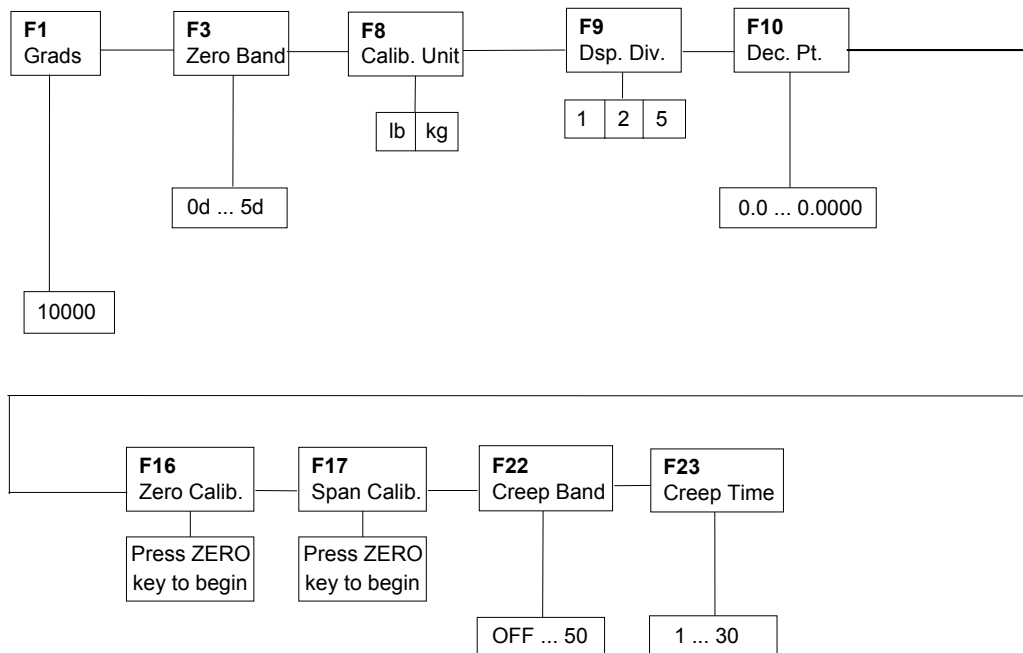 F1
Grads
F3
Zero Band
F8
Calib. Unit
F9
Dsp. Div.
F10
Dec. Pt.
lb kg
1 2 5
0d ... 5d
0.0 ... 0.0000
10000
F16
Zero Calib.
F17
Span Calib.
F22
Creep Band
F23
Creep Time
Press ZERO
key to begin
Press ZERO
key to begin
OFF ... 50
1 ... 30